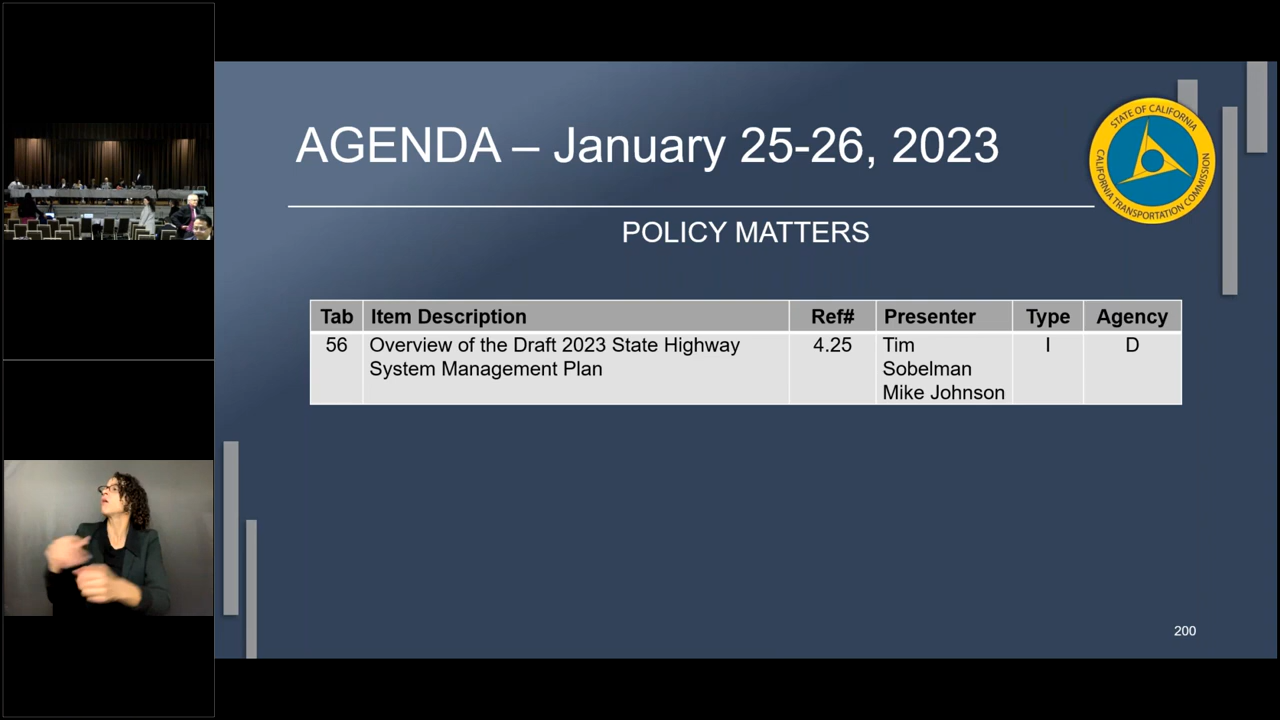 AGENDA – January 25-26, 2023
STATE OF CALIFORNIA
CALIFORNIA TRANSPORTATION COMMISSION
POLICY MATTERS
Tab Item Description Ref# Presenter Type Agency
56 Overview of the Draft 2023 State Highway 4.25 Tim I D
System Management Plan Sobelman
Mike Johnson
200